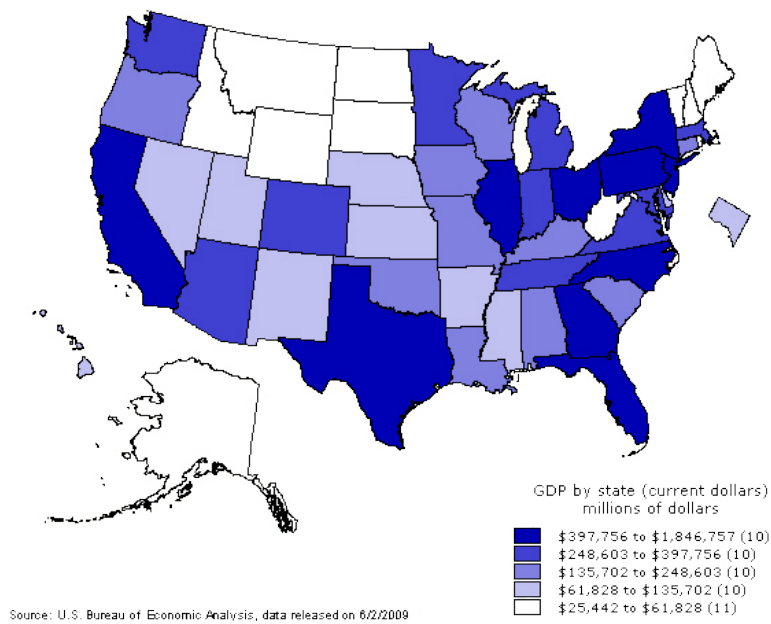 GDP by state (current dollars)
millions of dollars
$397,756 to $1,846,757 (10)
$248,603 to $397,756 (10)
$135,702 to $248,603 (10)
$61,828 to $135,702 (10)
$25,442 to $61,828 (11)
Source: U.S. Bureau of Economic Analysis, data released on 6/2/2009